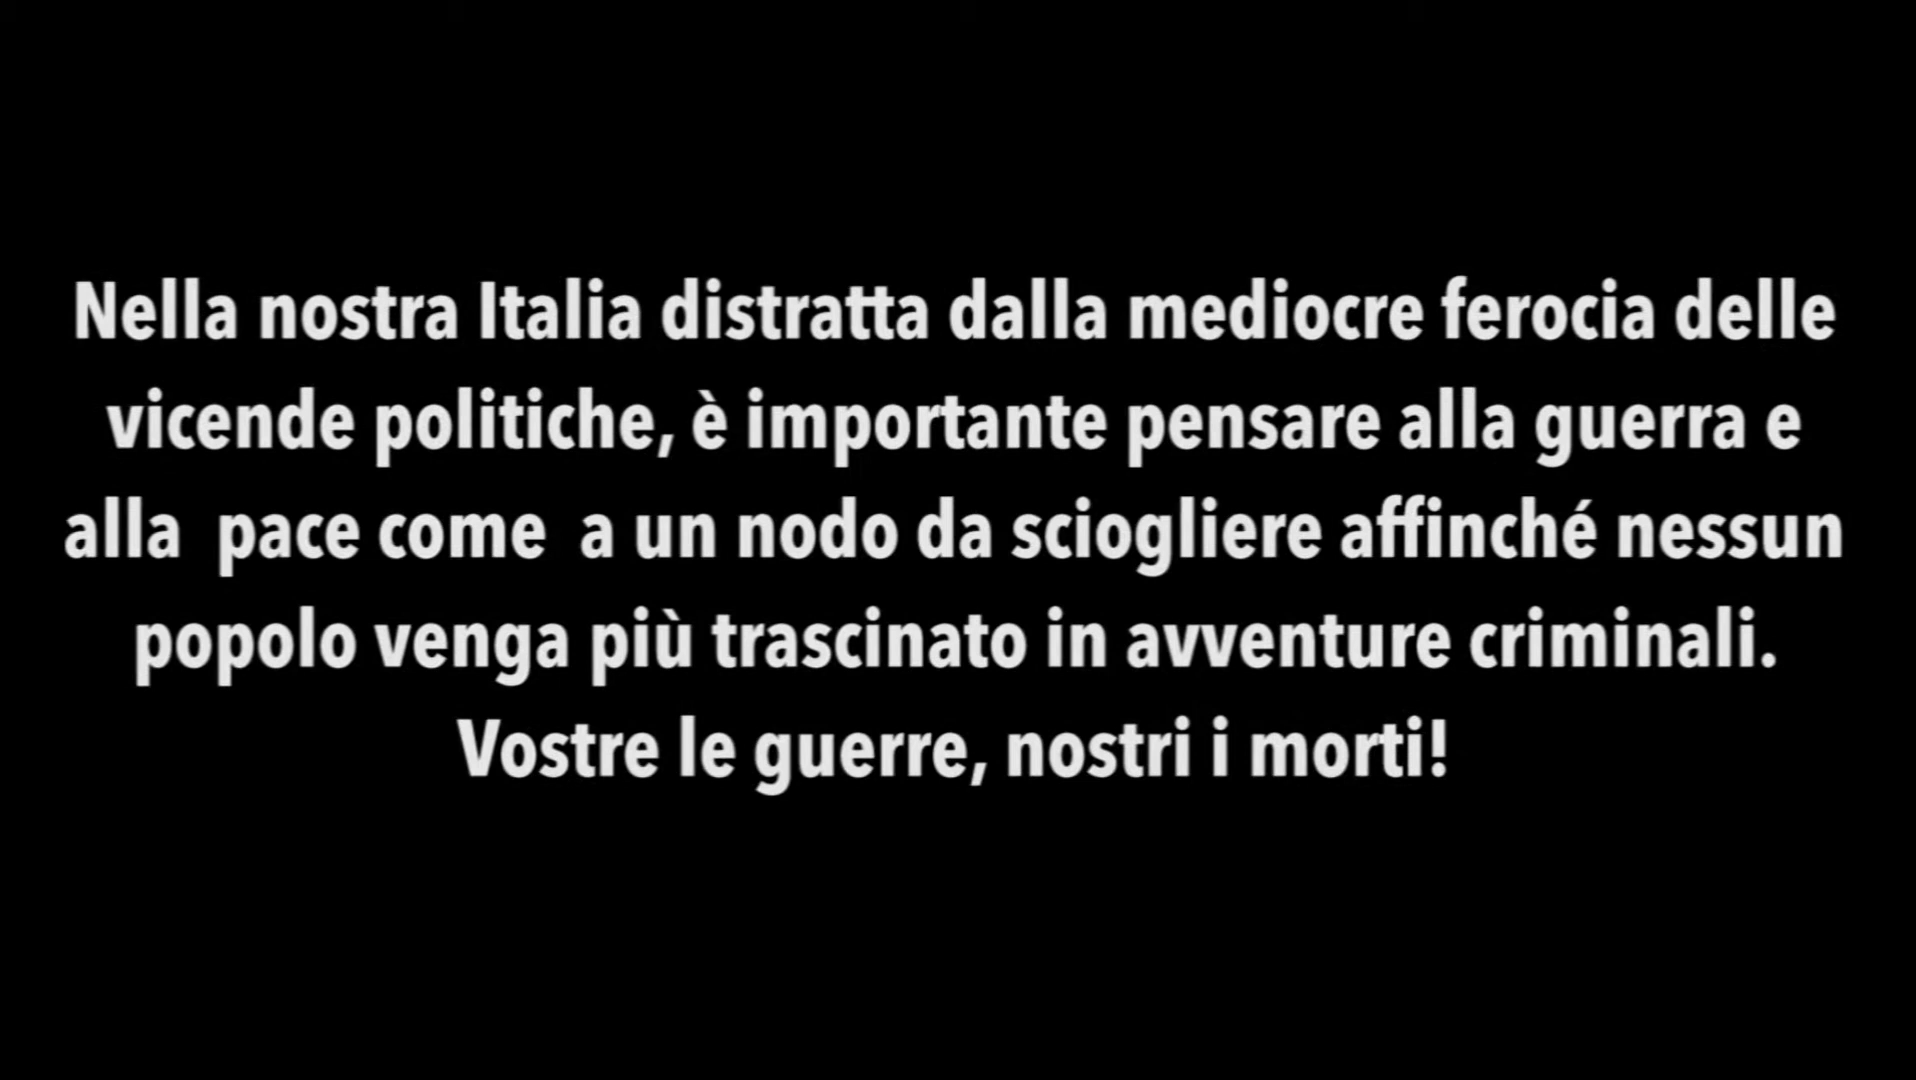 Nella nostra Italia distratta dalla mediocre ferocia delle
vicende politiche, è importante pensare alla guerra e
alla  pace come  a un nodo da sciogliere affinché nessun
popolo venga più trascinato in avventure criminali.
Vostre le guerre, nostri i morti!